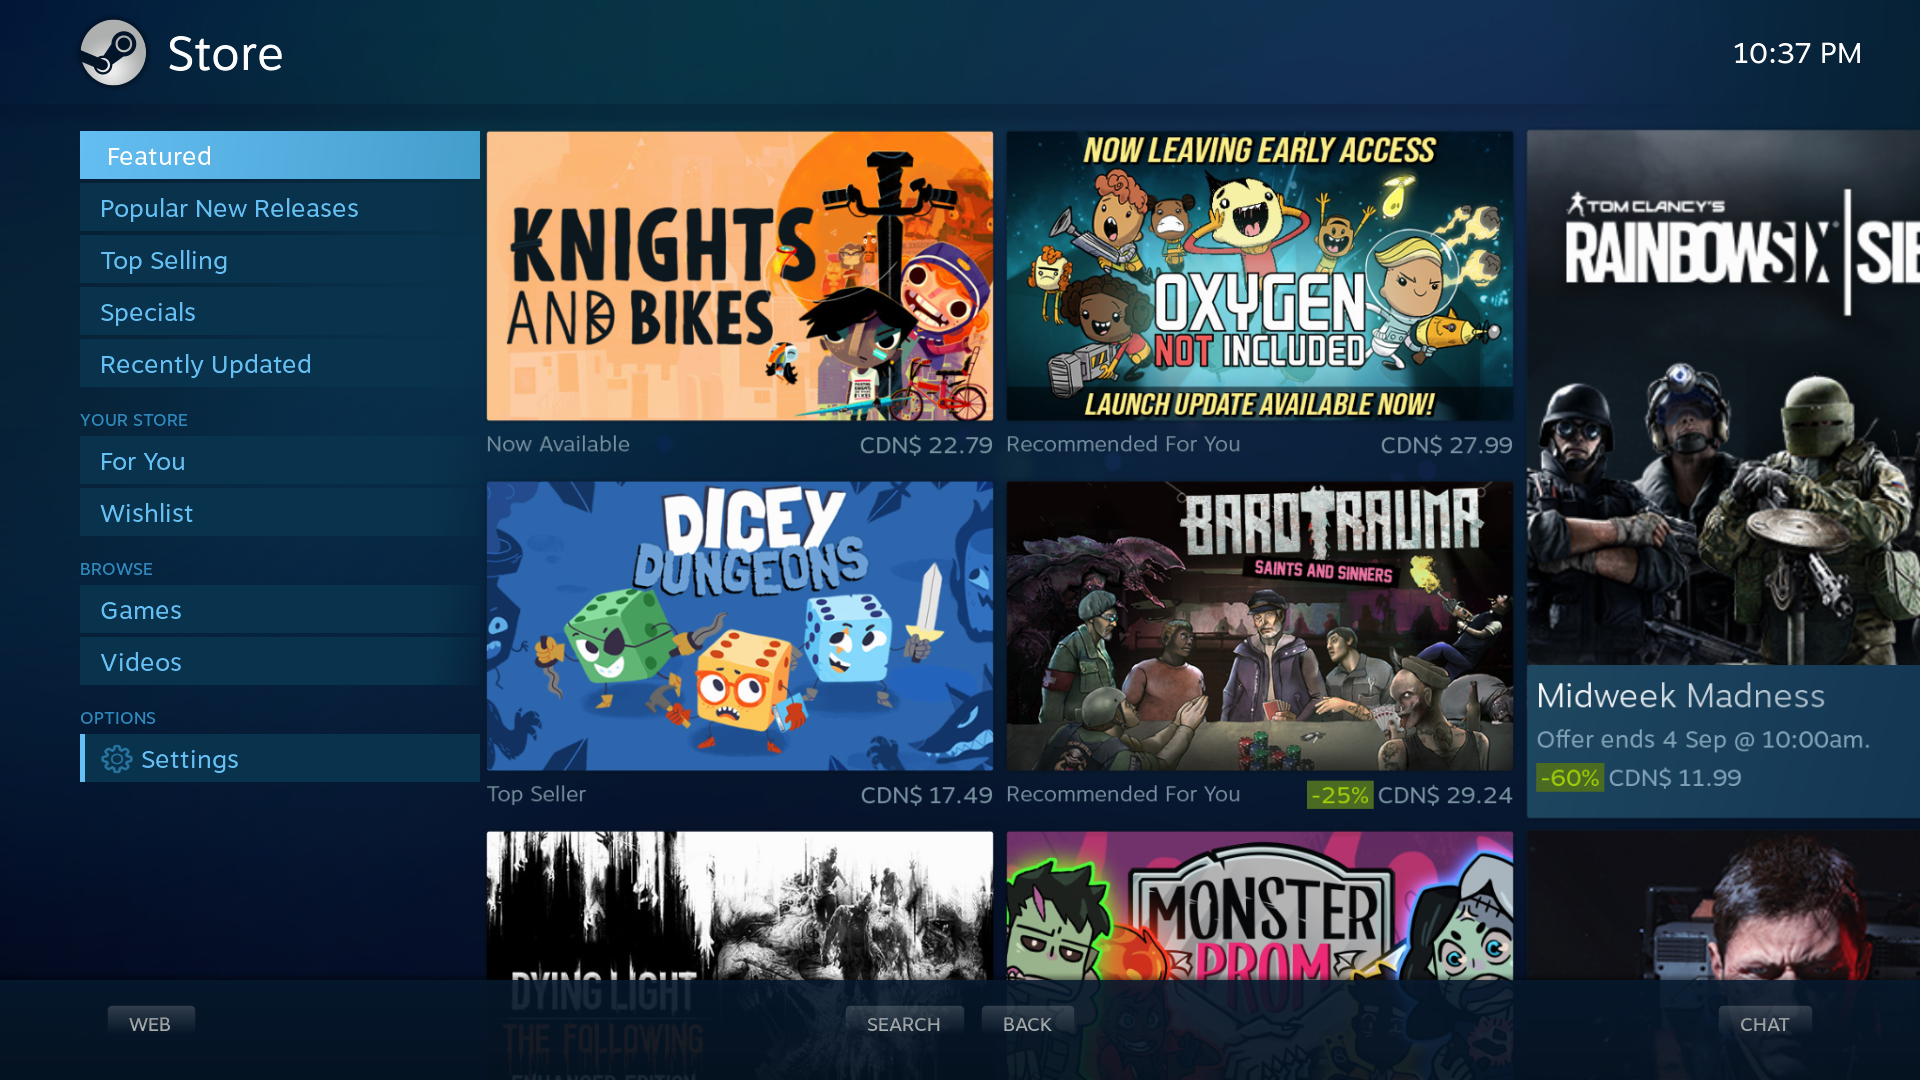 Store
10:37 PM
Featured
Popular New Releases
Top Selling
Specials
Recently Updated
YOUR STORE
For You
Wishlist
BROWSE
Games
Videos
OPTIONS
Settings
KNIGHTS
AND BIKES
Now Available
CDN$ 22.79
NOW LEAVING EARLY ACCESS
OXYGEN
NOT INCLUDED
LAUNCH UPDATE AVAILABLE NOW!
Recommended For You
CDN$ 27.99
DICEY
DUNGEONS
Top Seller
CDN$ 17.49
BAROTRAUMA
SAINTS AND SINNERS
Recommended For You
-25% CDN$ 29.24
TOM CLANCY'S
RAINBOWSIX | SIE
Midweek Madness
Offer ends 4 Sep @ 10:00am.
-60% CDN$ 11.99
DYING LIGHT
THE FOLLOWING
ENHANCED EDITION
MONSTER
PROM
WEB
SEARCH
BACK
CHAT